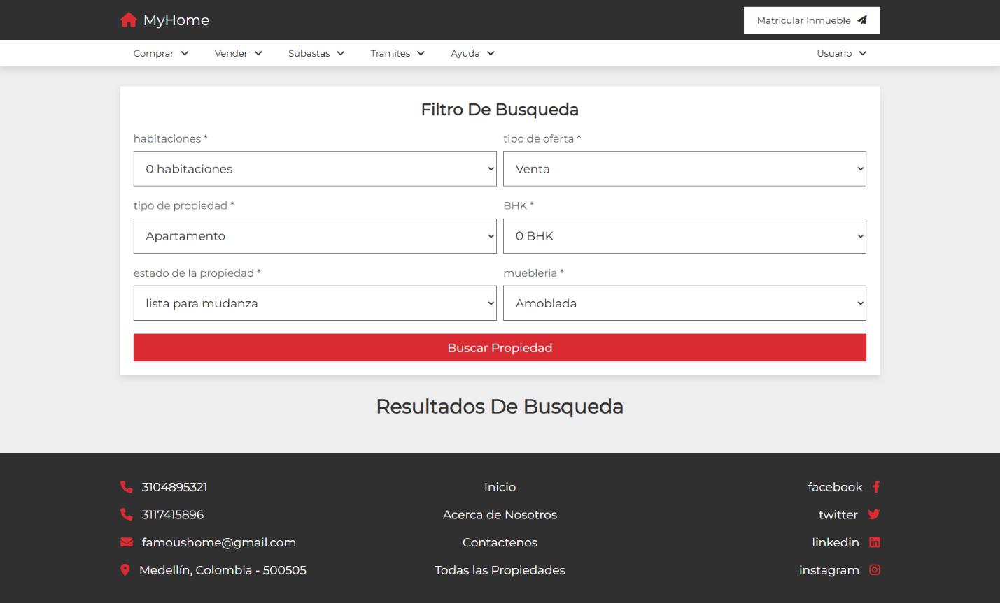 MyHome
Matricular Inmueble
Comprar Vender Subastas Tramites Ayuda Usuario
Filtro De Busqueda
habitaciones * tipo de oferta *
0 habitaciones Venta
tipo de propiedad * BHK *
Apartamento 0 BHK
estado de la propiedad * muebleria *
lista para mudanza Amoblada
Buscar Propiedad
Resultados De Busqueda
3104895321 Inicio facebook
3117415896 Acerca de Nosotros twitter
famoushome@gmail.com Contactenos linkedin
Medellín, Colombia - 500505 Todas las Propiedades instagram